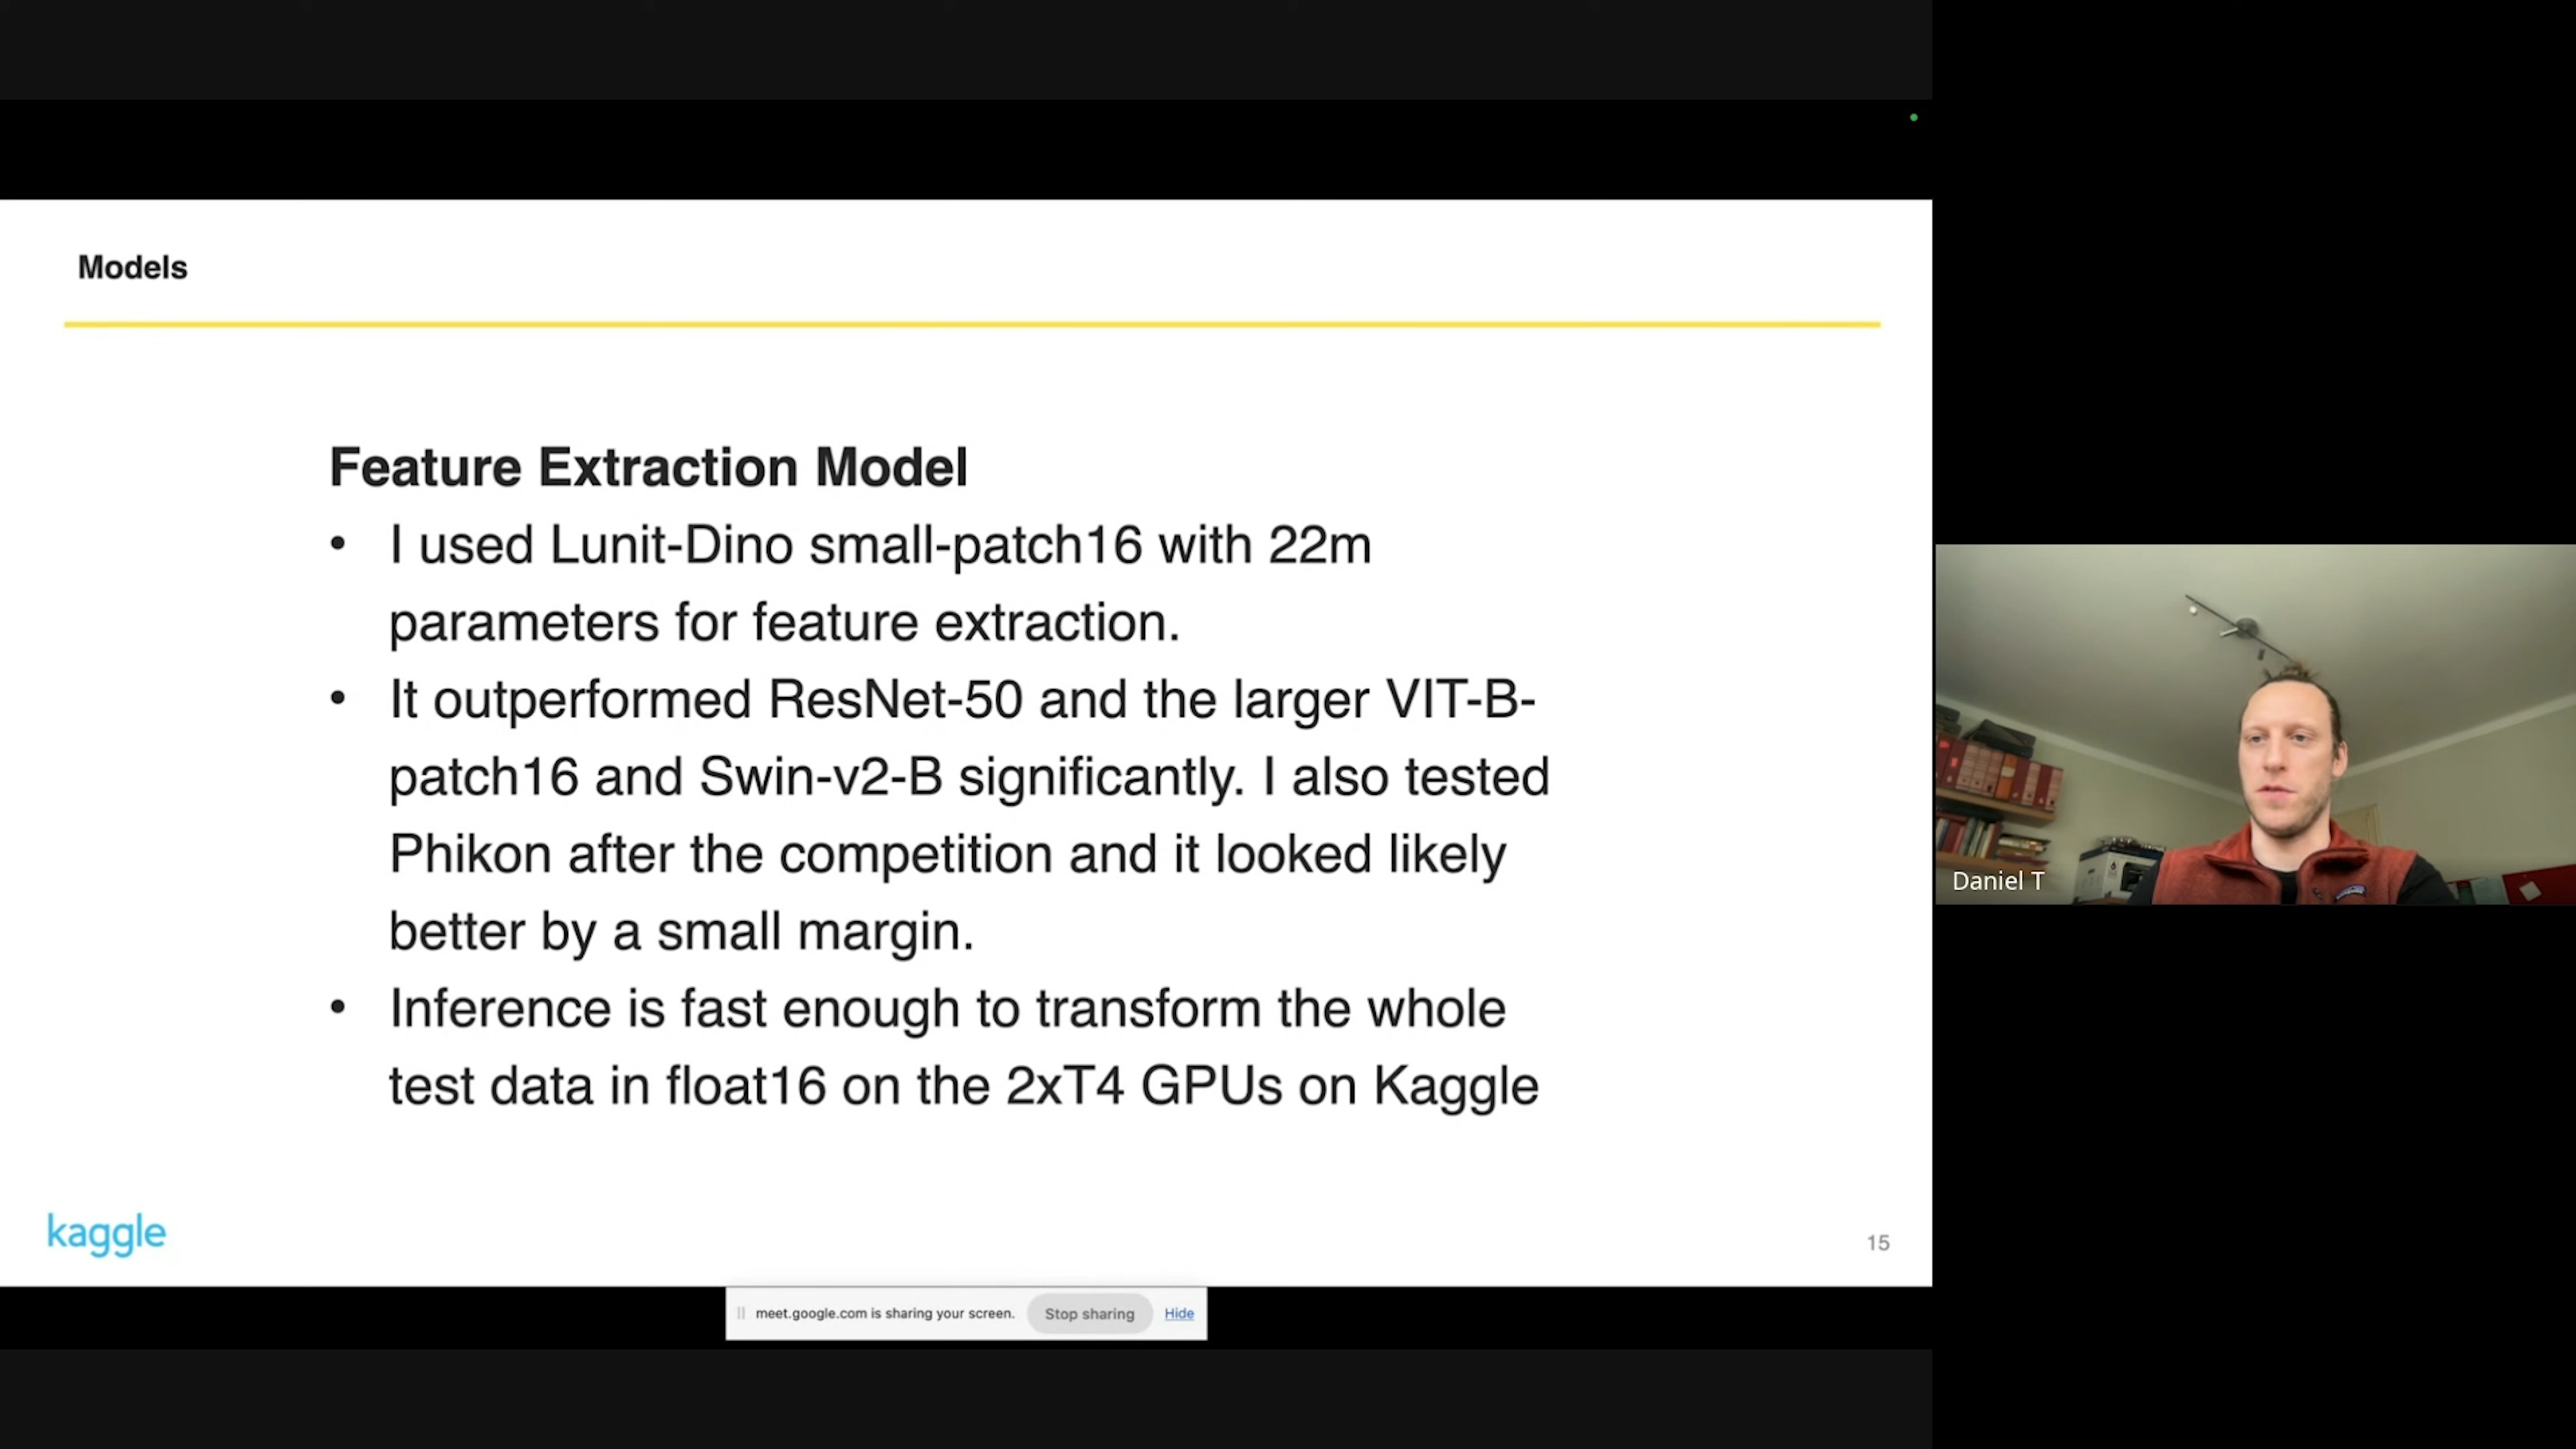 Models
Feature Extraction Model
• I used Lunit-Dino small-patch16 with 22m
parameters for feature extraction.
• It outperformed ResNet-50 and the larger VIT-B-
patch16 and Swin-v2-B significantly. I also tested
Phikon after the competition and it looked likely
better by a small margin.
• Inference is fast enough to transform the whole
test data in float16 on the 2xT4 GPUs on Kaggle
kaggle
15
meet.google.com is sharing your screen. Stop sharing Hide
Daniel T